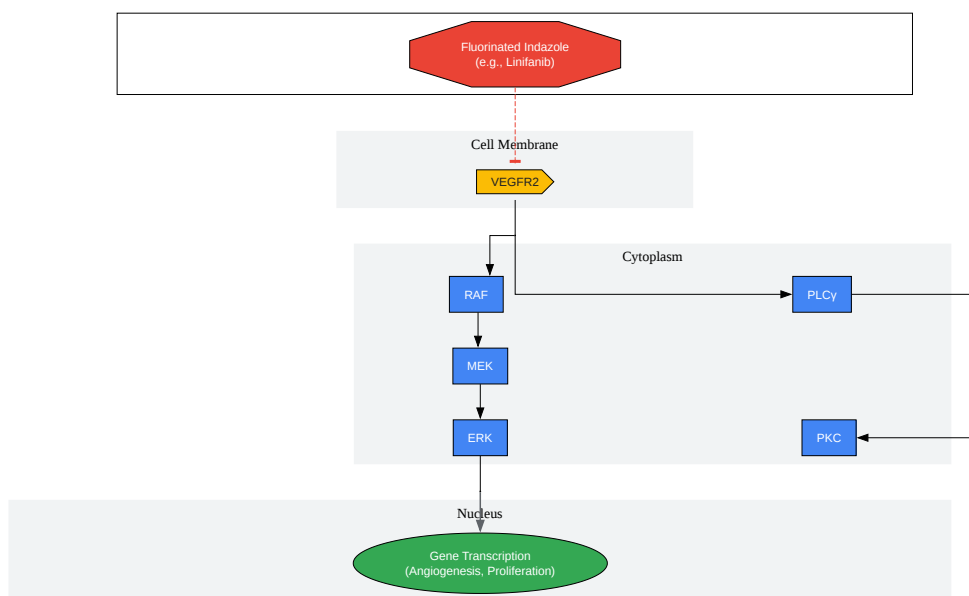 Fluorinated Indazole
(e.g., Linifanib)
Cell Membrane
VEGFR2
Cytoplasm
RAF
PLCγ
MEK
ERK
PKC
Nucleus
Gene Transcription
(Angiogenesis, Proliferation)